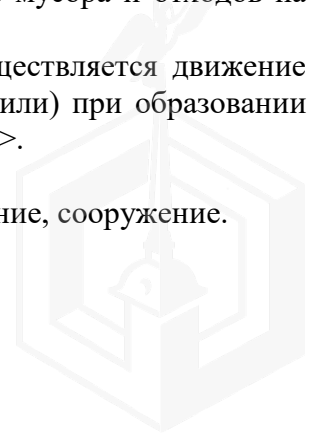 мусора и отходов на
ществляется движение
или) при образовании
>.
ние, сооружение.